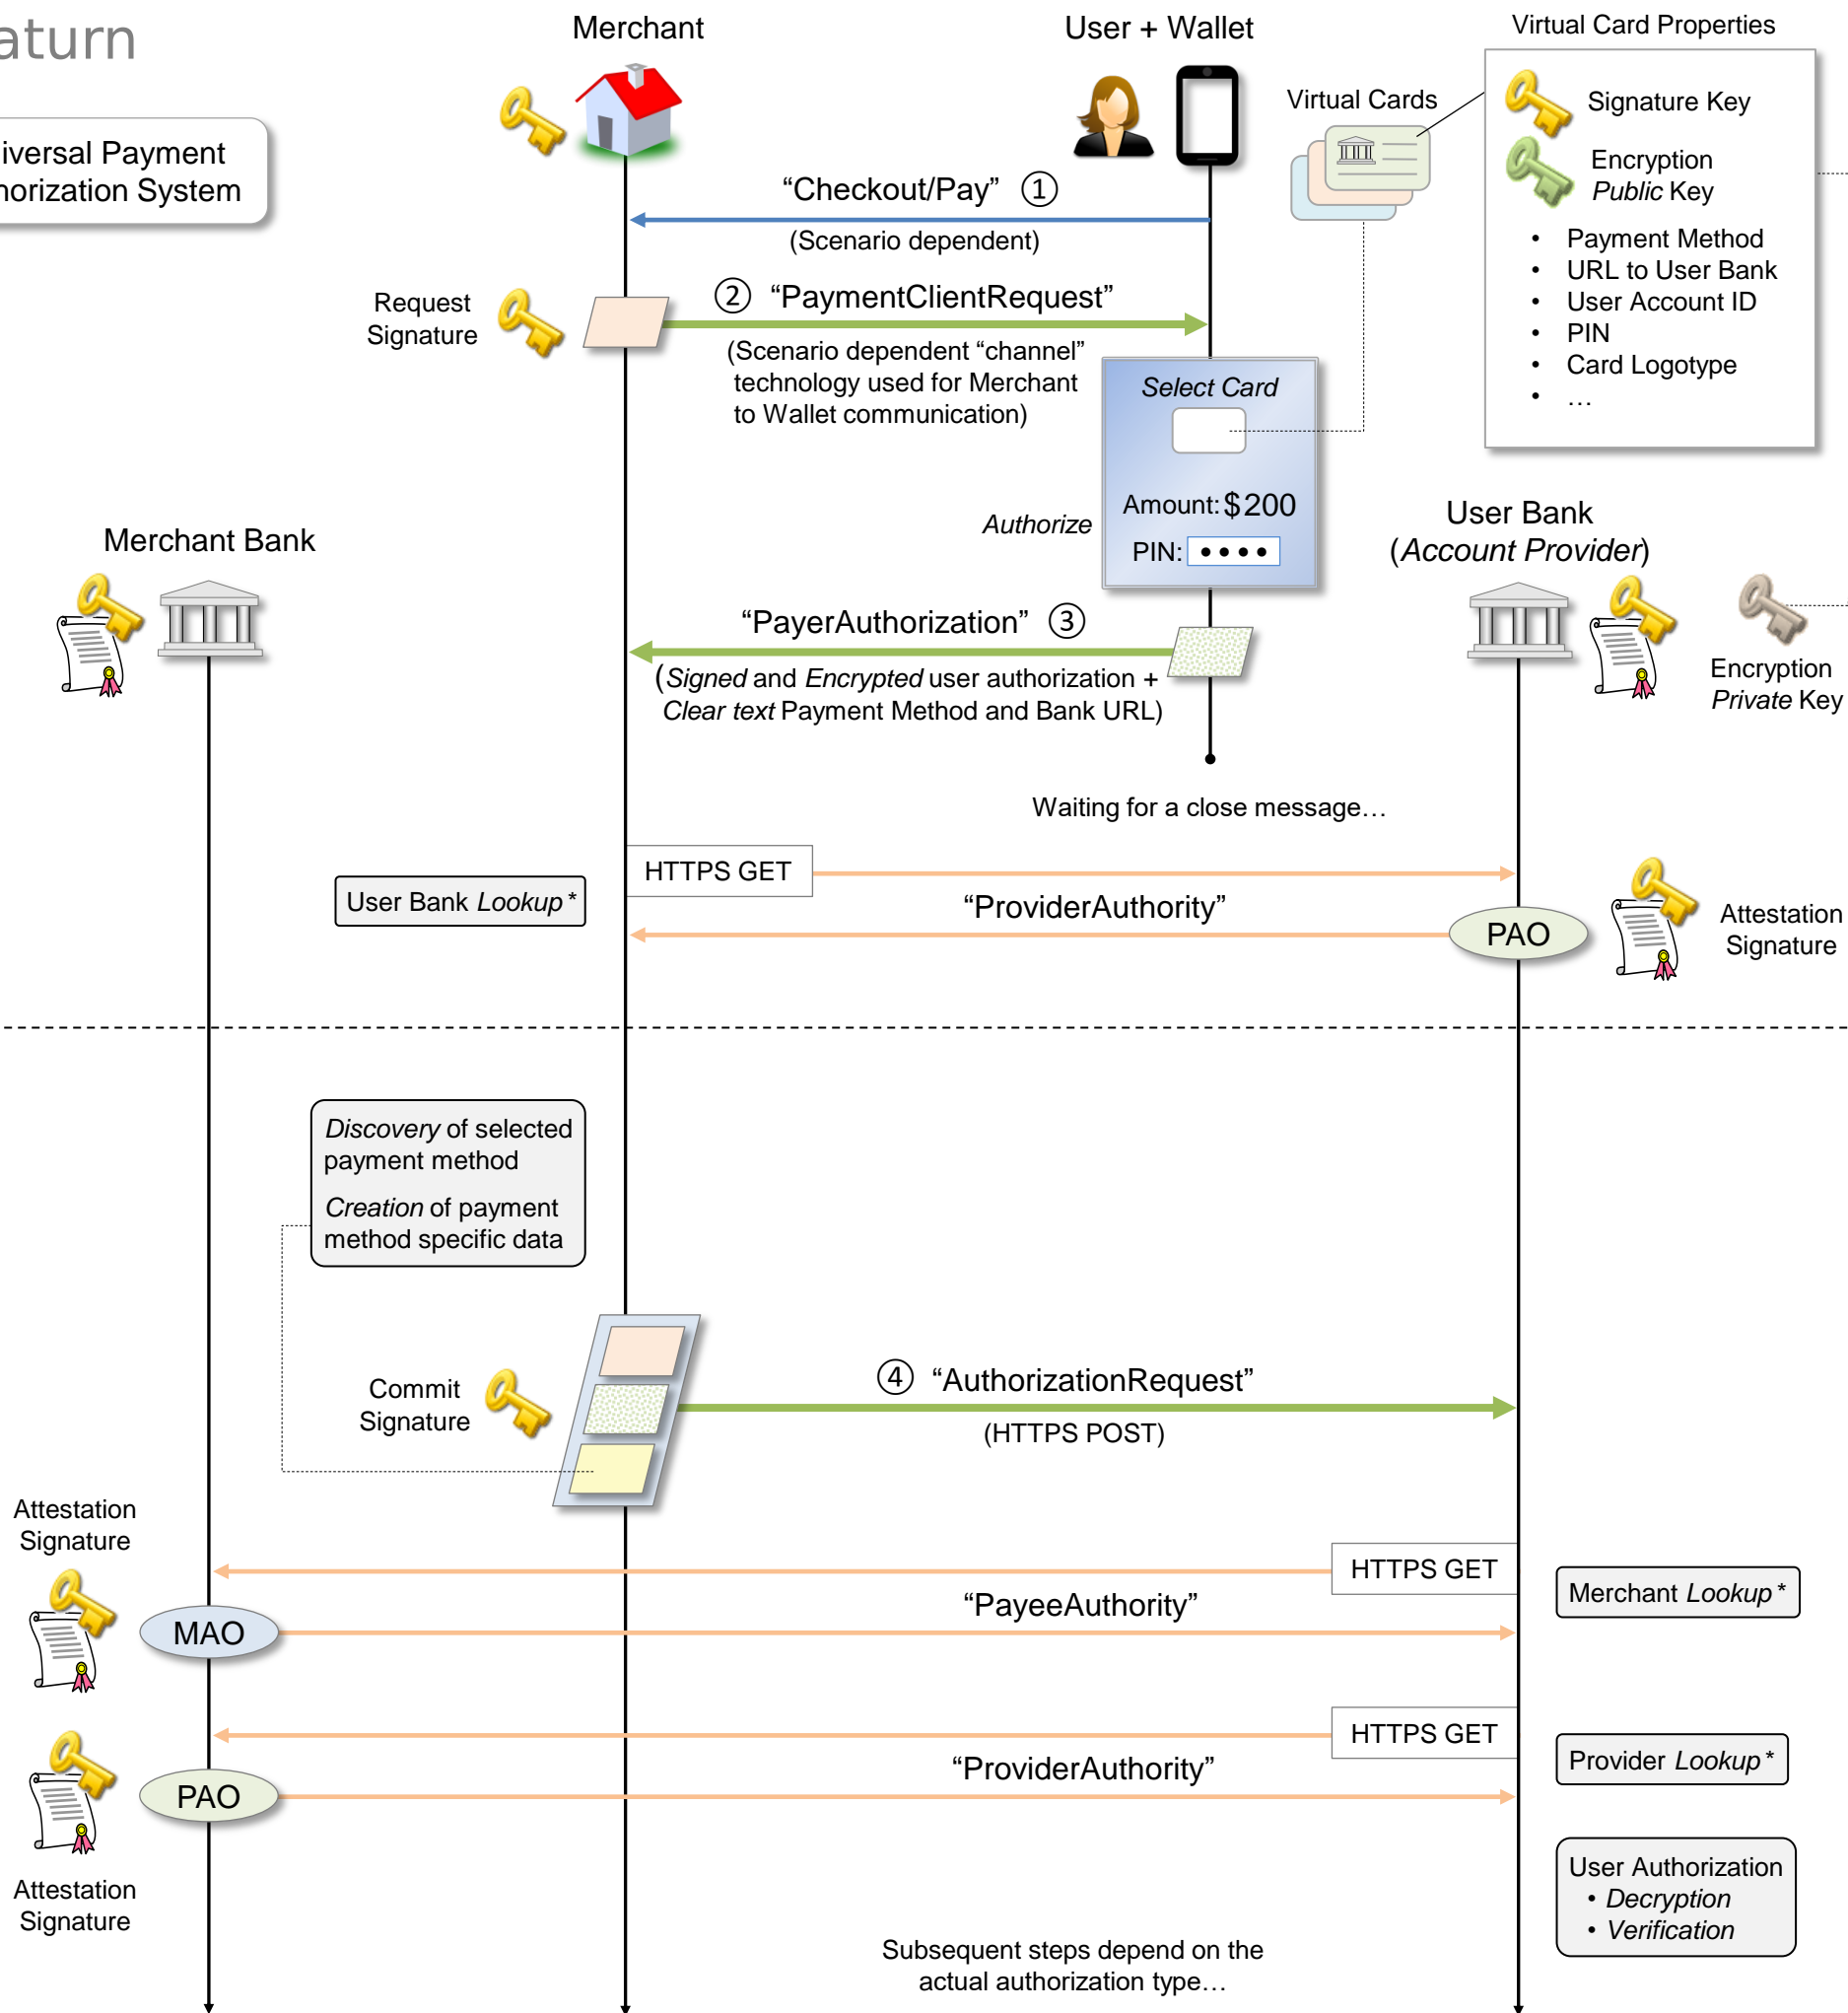 aturn
iversal Payment
horization System
Merchant
User + Wallet
Virtual Card Properties
Virtual Cards
Signature Key
Encryption
Public Key
• Payment Method
• URL to User Bank
• User Account ID
• PIN
• Card Logotype
• …
“Checkout/Pay” ①
(Scenario dependent)
Request
Signature
② “PaymentClientRequest”
(Scenario dependent “channel”
technology used for Merchant
to Wallet communication)
Select Card
Amount: $200
PIN: ••••
Authorize
Merchant Bank
User Bank
(Account Provider)
Encryption
Private Key
“PayerAuthorization” ③
(Signed and Encrypted user authorization +
Clear text Payment Method and Bank URL)
Waiting for a close message…
HTTPS GET
User Bank Lookup *
“ProviderAuthority”
PAO
Attestation
Signature
Discovery of selected
payment method
Creation of payment
method specific data
Commit
Signature
④ “AuthorizationRequest”
(HTTPS POST)
Attestation
Signature
HTTPS GET
Merchant Lookup *
“PayeeAuthority”
MAO
HTTPS GET
Provider Lookup *
“ProviderAuthority”
PAO
Attestation
Signature
User Authorization
• Decryption
• Verification
Subsequent steps depend on the
actual authorization type…